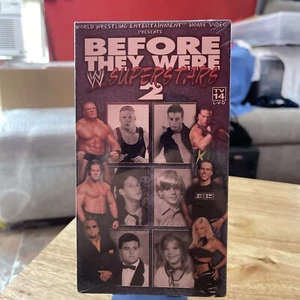 WORLD WRESTLING ENTERTAINMENT HOME VIDEO
PRESENTS
BEFORE
THEY WERE
W SUPERSTARS
2
TV
14
L-V-D